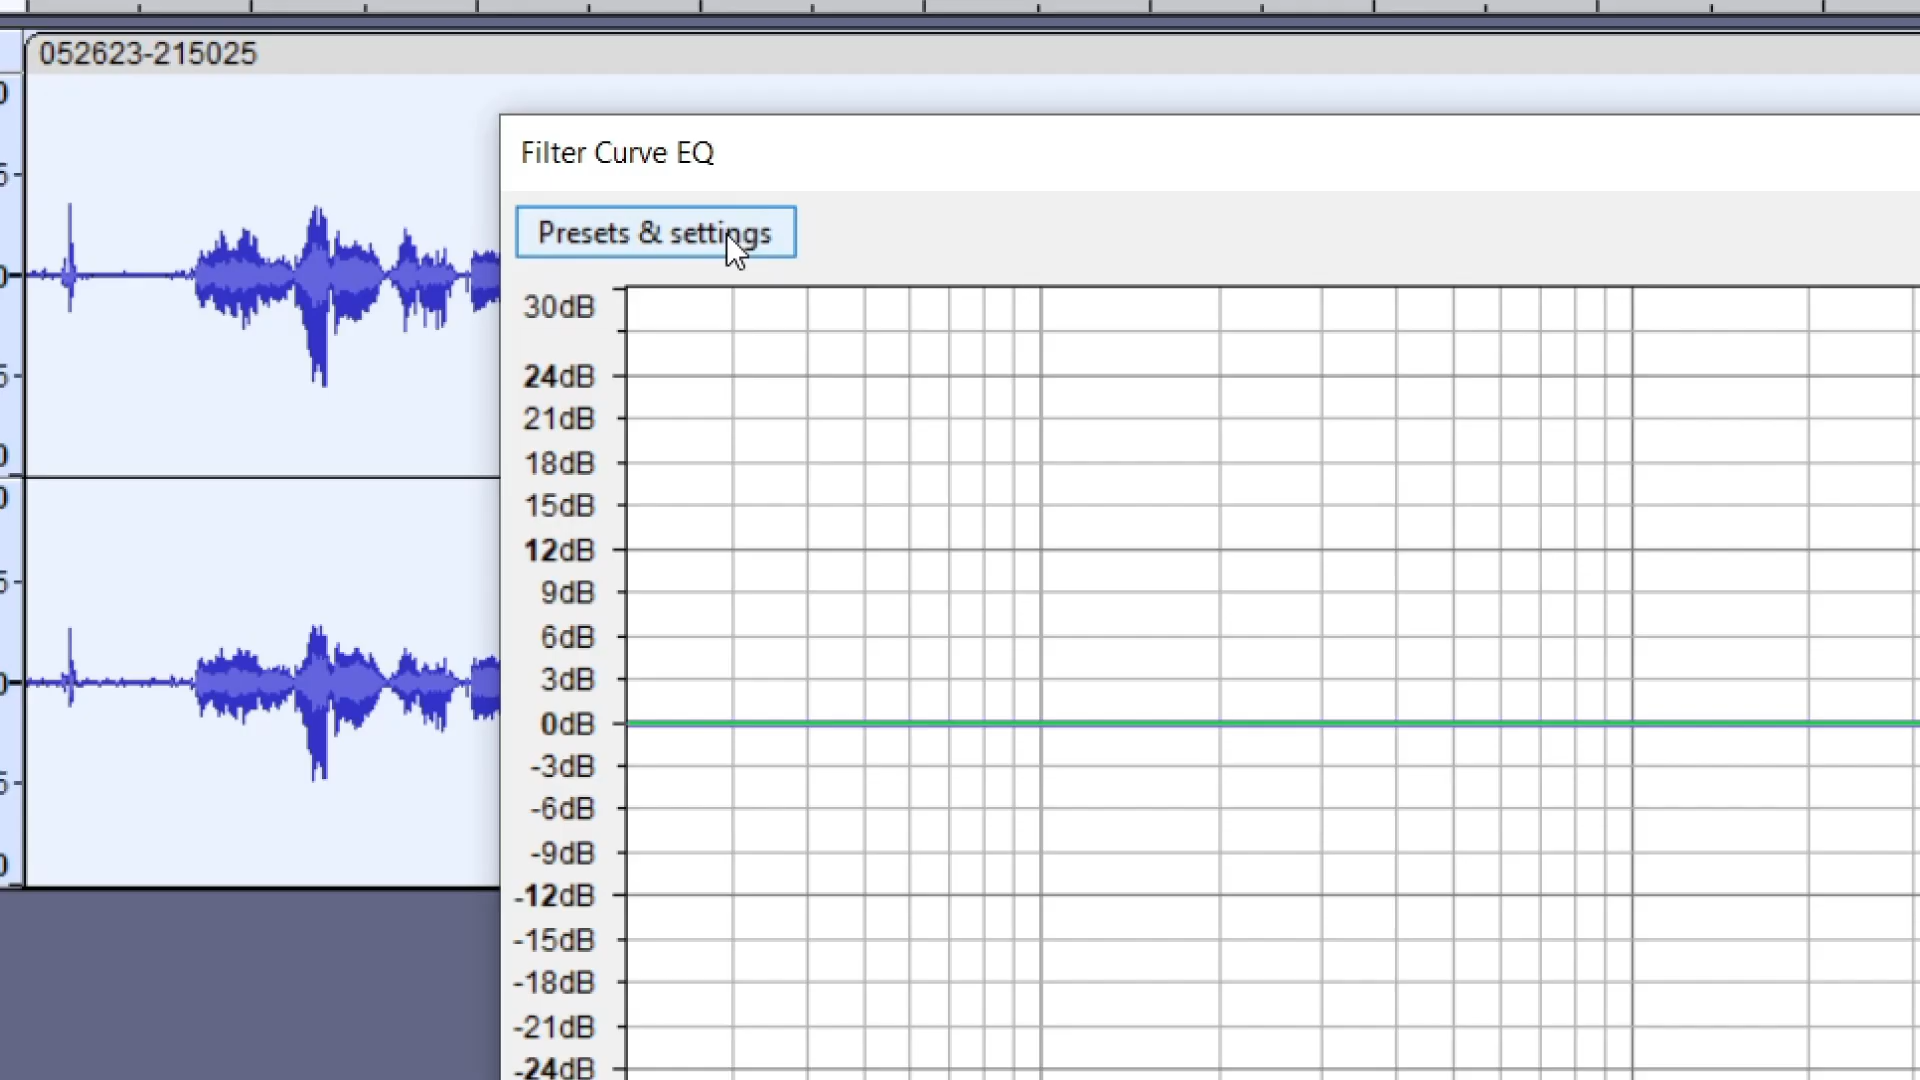 052623-215025
Filter Curve EQ
Presets & settings
30dB
24dB
21dB
18dB
15dB
12dB
9dB
6dB
3dB
0dB
-3dB
-6dB
-9dB
-12dB
-15dB
-18dB
-21dB
-24dB